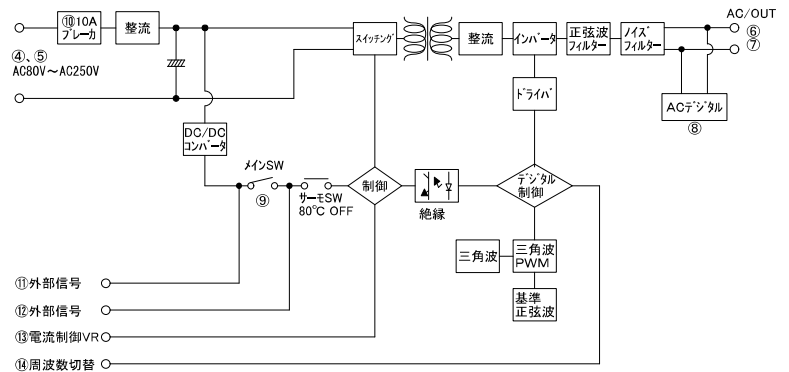 ⑩10A
ブレーカ
整流
④、⑤
AC80V～AC250V
スイッチング
整流
インバータ
正弦波
フィルター
ノイズ
フィルター
AC/OUT
⑥
⑦
ACデジタル
⑧
ドライバ
DC/DC
コンバータ
メインSW
⑨
サーモSW
80℃ OFF
制御
絶縁
デジタル
制御
三角波
三角波
PWM
基準
正弦波
⑪外部信号
⑫外部信号
⑬電流制御VR
⑭周波数切替